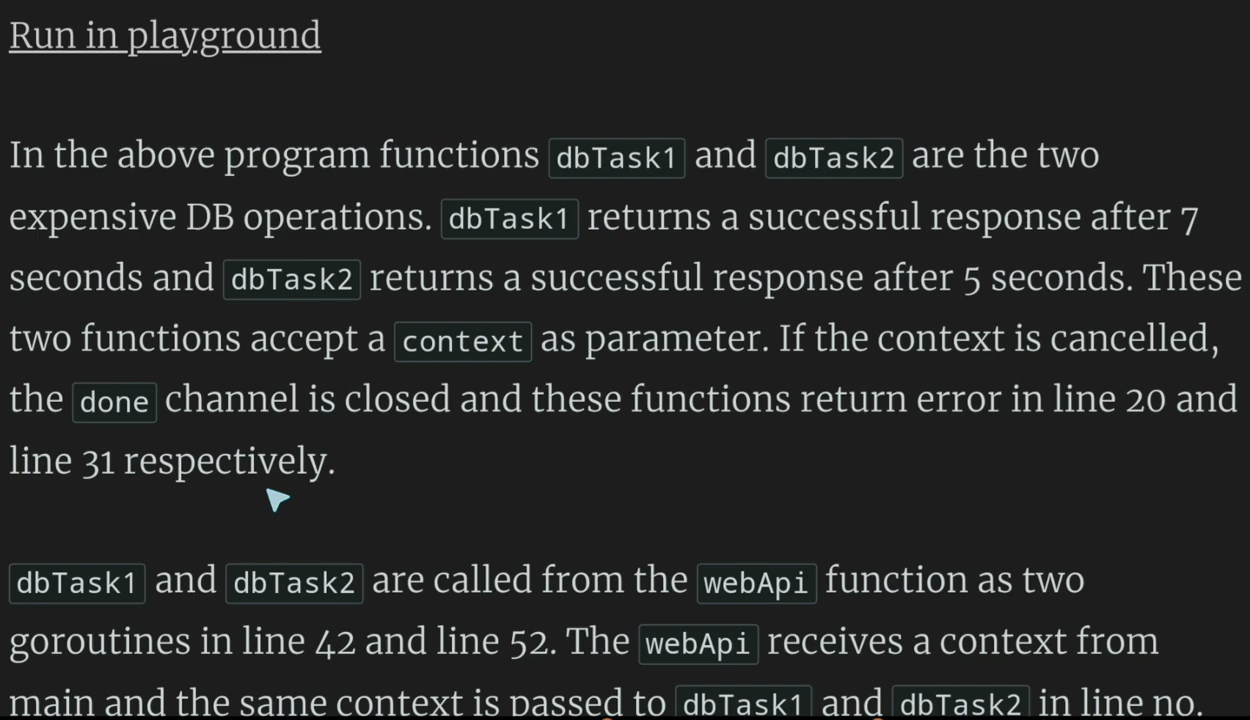 Run in playground
In the above program functions dbTask1 and dbTask2 are the two
expensive DB operations. dbTask1 returns a successful response after 7
seconds and dbTask2 returns a successful response after 5 seconds. These
two functions accept a context as parameter. If the context is cancelled,
the done channel is closed and these functions return error in line 20 and
line 31 respectively.
dbTask1 and dbTask2 are called from the webApi function as two
goroutines in line 42 and line 52. The webApi receives a context from
main and the same context is passed to dbTask1 and dbTask2 in line no.